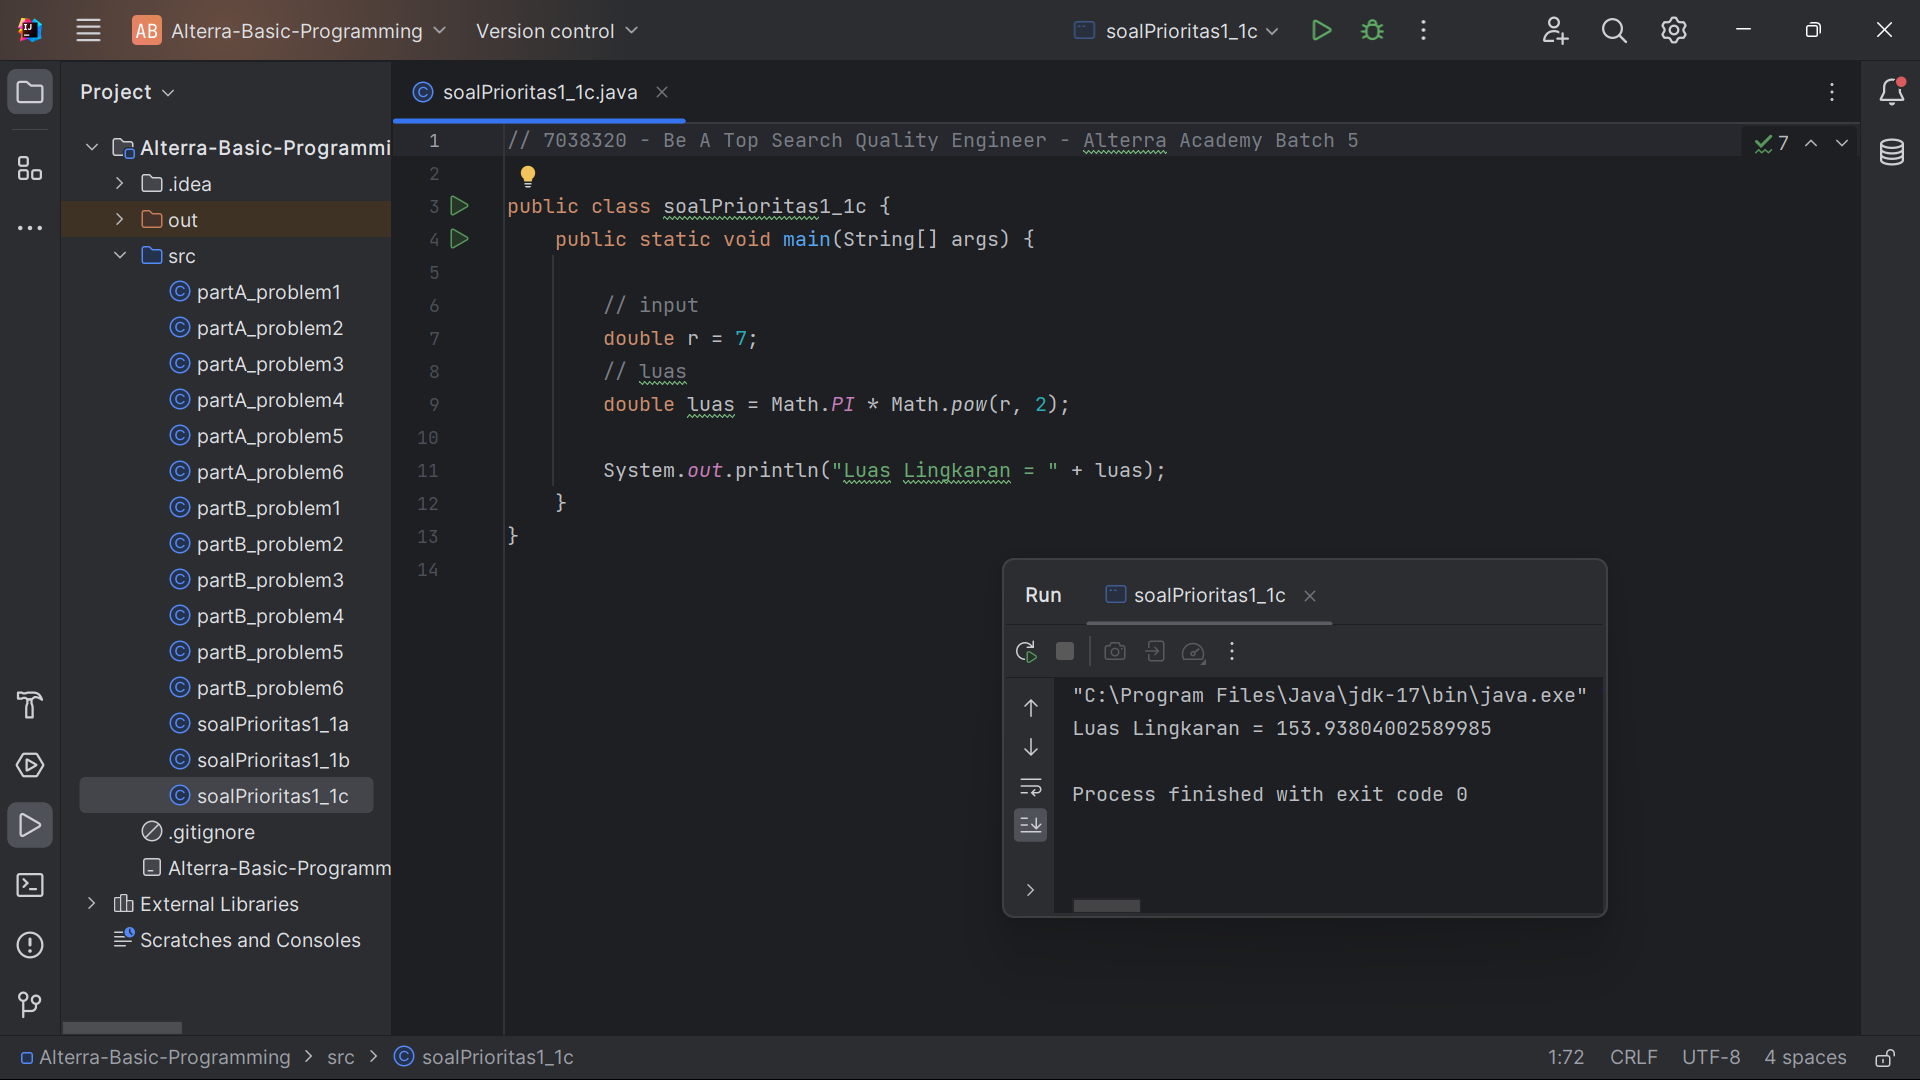 AB Alterra-Basic-Programming Version control soalPrioritas1_1c
Project
soalPrioritas1_1c.java
Alterra-Basic-Programmi
.idea
out
src
partA_problem1
partA_problem2
partA_problem3
partA_problem4
partA_problem5
partA_problem6
partB_problem1
partB_problem2
partB_problem3
partB_problem4
partB_problem5
partB_problem6
soalPrioritas1_1a
soalPrioritas1_1b
soalPrioritas1_1c
.gitignore
Alterra-Basic-Programm
External Libraries
Scratches and Consoles
1 // 7038320 - Be A Top Search Quality Engineer - Alterra Academy Batch 5
7
2
3 public class soalPrioritas1_1c {
4 public static void main(String[] args) {
5
6 // input
7 double r = 7;
8 // luas
9 double luas = Math.PI * Math.pow(r, 2);
10
11 System.out.println("Luas Lingkaran = " + luas);
12 }
13 }
14
Run soalPrioritas1_1c
"C:\Program Files\Java\jdk-17\bin\java.exe"
Luas Lingkaran = 153.93804002589985
Process finished with exit code 0
Alterra-Basic-Programming > src > soalPrioritas1_1c
1:72 CRLF UTF-8 4 spaces